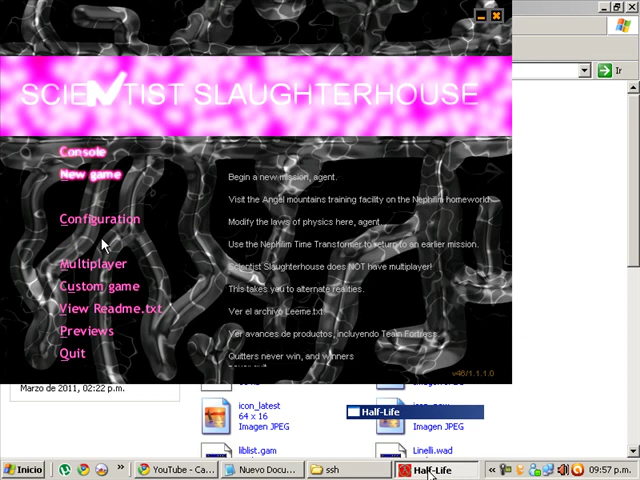 SCIENTIST SLAUGHTERHOUSE
Console
New game
Begin a new mission, agent.
Visit the Angel mountains training facility on the Nephilim homeworld.
Configuration
Modify the laws of physics here, agent
Use the Nephilim Time Transformer to return to an earlier mission.
Multiplayer
Scientist Slaughterhouse does NOT have multiplayer!
Custom game
This takes you to alternate realities.
View Readme.txt
Ver el archivo Leeme.txt
Previews
Ver avances de productos, incluyendo Team Fortress
Quit
Quitters never win, and winners
never quit
v46/1.1.1.0
Ir
Marzo de 2011, 02:22 p.m.
icon_latest
64 x 16
Imagen JPEG
Imagen JPEG
Half-Life
liblist.gam
Linelli.wad
Inicio
»
YouTube - Ca...
Nuevo Docu...
ssh
Half-Life
«
09:57 p.m.